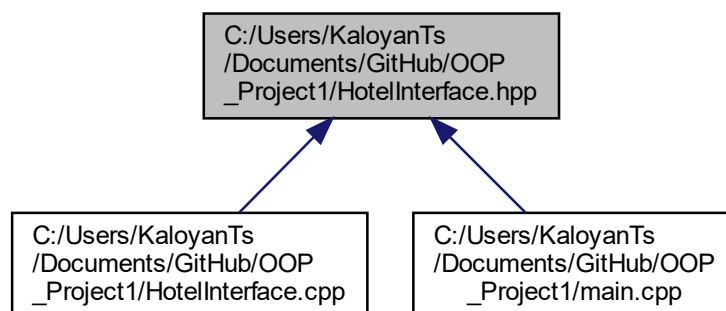 C:/Users/KaloyanTs
/Documents/GitHub/OOP
_Project1/HotelInterface.hpp
C:/Users/KaloyanTs
/Documents/GitHub/OOP
_Project1/HotelInterface.cpp
C:/Users/KaloyanTs
/Documents/GitHub/OOP
_Project1/main.cpp